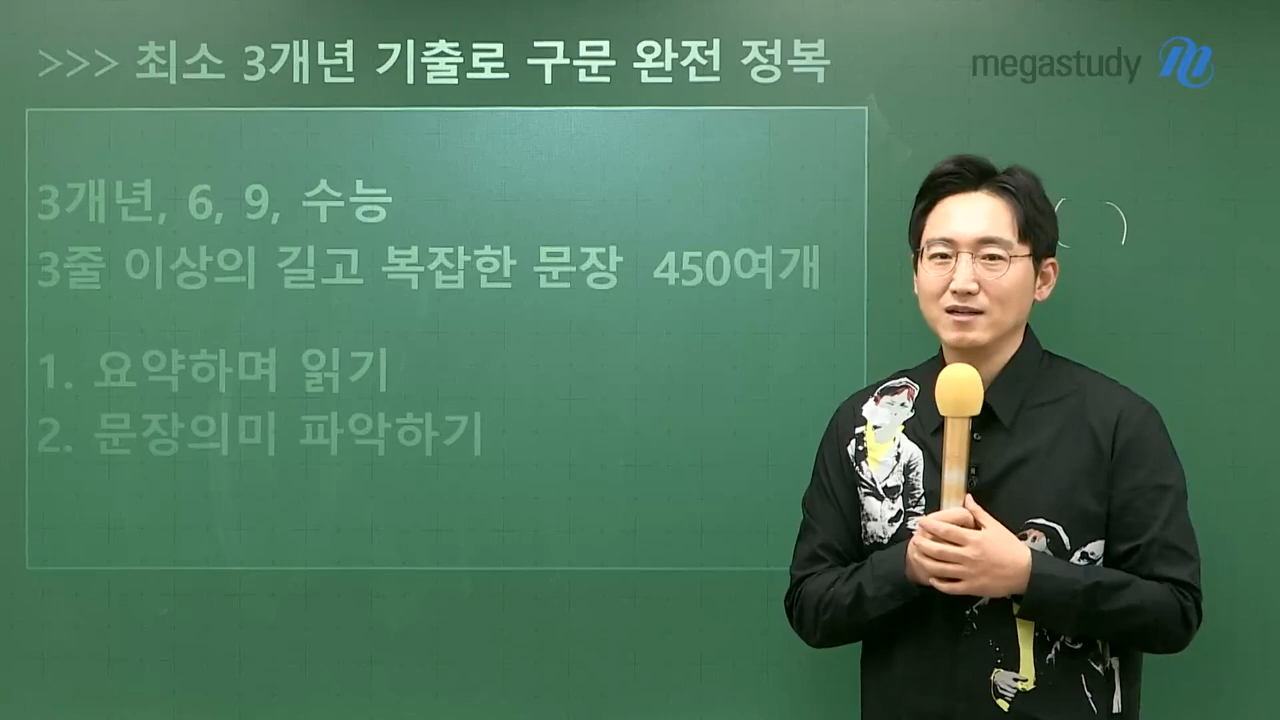 >>> 최소 3개년 기출로 구문 완전 정복
megastudy
3개년, 6, 9, 수능
3줄 이상의 길고 복잡한 문장 450여개
1. 요약하며 읽기
2. 문장의미 파악하기
( )